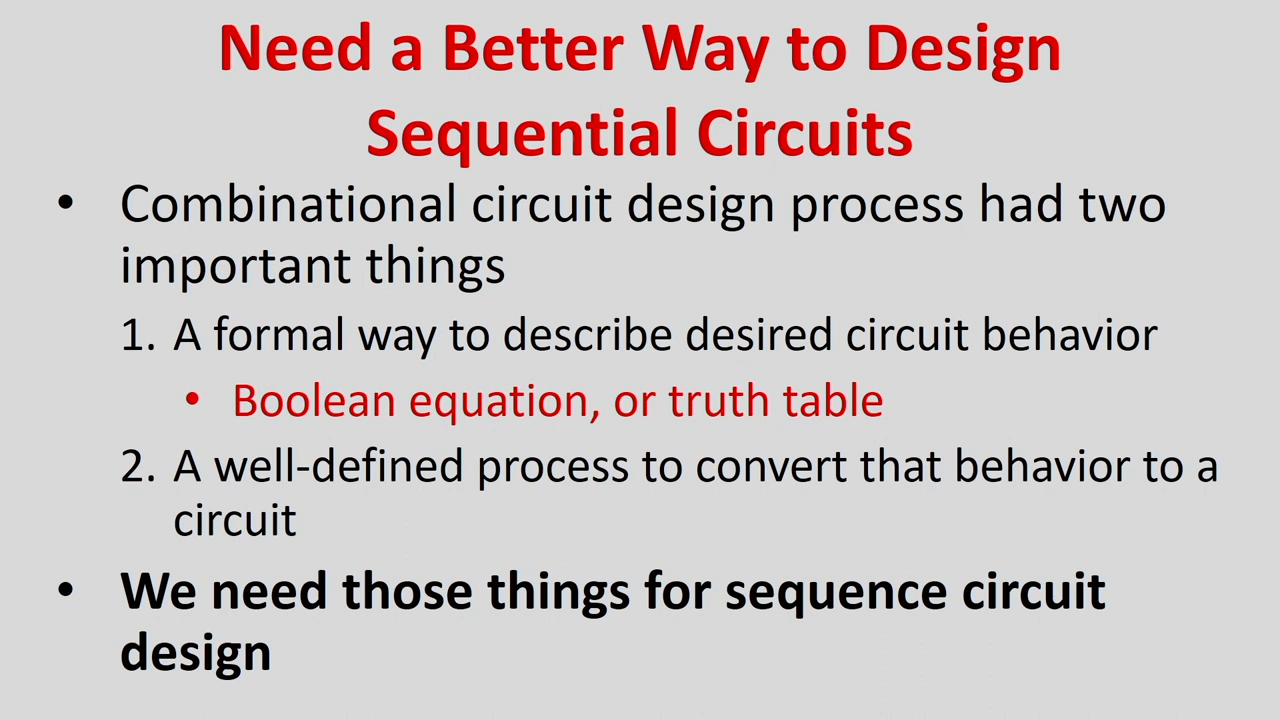 Need a Better Way to Design
Sequential Circuits
• Combinational circuit design process had two
important things
1. A formal way to describe desired circuit behavior
• Boolean equation, or truth table
2. A well-defined process to convert that behavior to a
circuit
• We need those things for sequence circuit
design